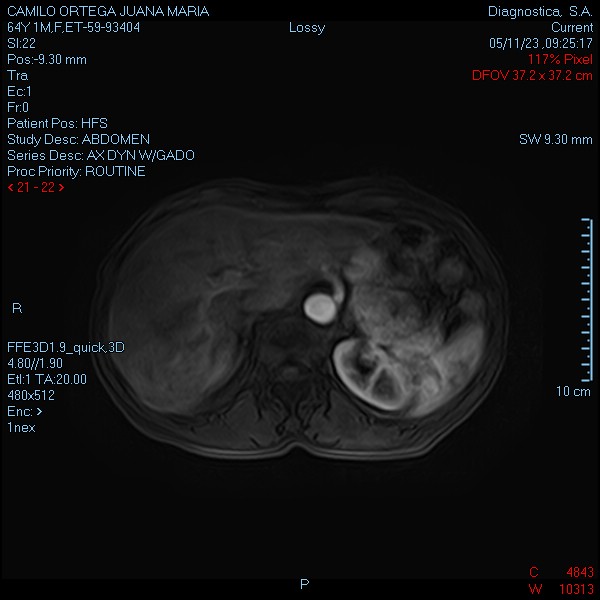 CAMILO ORTEGA JUANA MARIA
64Y 1M,F,ET-59-93404
Sl:22
Pos:-9.30 mm
Tra
Ec:1
Fr:0
Patient Pos: HFS
Study Desc: ABDOMEN
Series Desc: AX DYN W/GADO
Proc Priority: ROUTINE
< 21 - 22 >
Lossy
Diagnostica, S.A.
Current
05/11/23 ,09:25:17
117% Pixel
DFOV 37.2 x 37.2 cm
SW 9.30 mm
R
FFE3D1.9_quick,3D
4.80//1.90
Etl:1 TA:20.00
480x512
Enc: >
1nex
10 cm
P
C 4843
W 10313